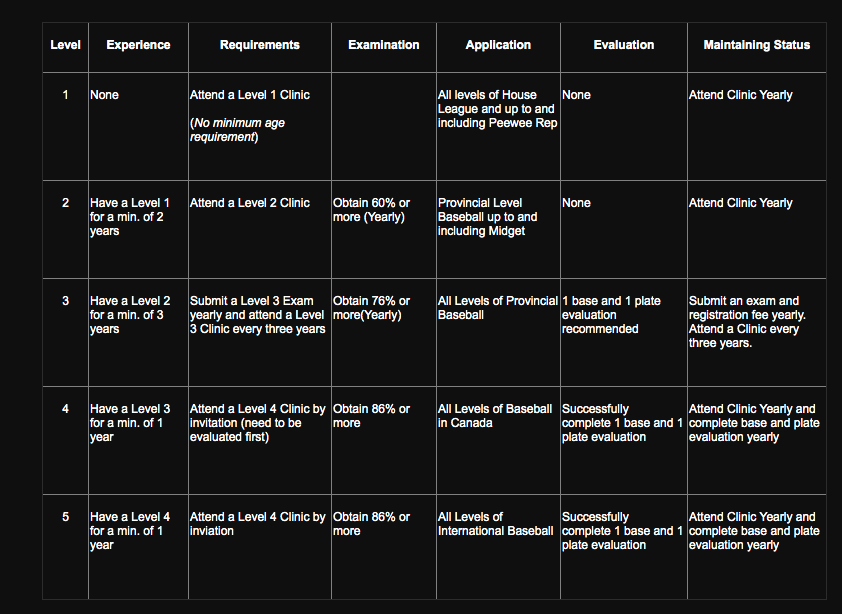 Level Experience Requirements Examination Application Evaluation Maintaining Status
1 None Attend a Level 1 Clinic All levels of House None Attend Clinic Yearly
League and up to and
(No minimum age including Peewee Rep
requirement)
2 Have a Level 1 Attend a Level 2 Clinic Obtain 60% or Provincial Level None Attend Clinic Yearly
for a min. of 2 more (Yearly) Baseball up to and
years including Midget
3 Have a Level 2 Submit a Level 3 Exam Obtain 76% or All Levels of Provincial 1 base and 1 plate Submit an exam and
for a min. of 3 yearly and attend a Level more(Yearly) Baseball evaluation registration fee yearly.
years 3 Clinic every three years recommended Attend a Clinic every
three years.
4 Have a Level 3 Attend a Level 4 Clinic by Obtain 86% or All Levels of Baseball Successfully Attend Clinic Yearly and
for a min. of 1 invitation (need to be more in Canada complete 1 base and 1 complete base and plate
year evaluated first) plate evaluation evaluation yearly
5 Have a Level 4 Attend a Level 4 Clinic by Obtain 86% or All Levels of Successfully Attend Clinic Yearly and
for a min. of 1 inviation more International Baseball complete 1 base and 1 complete base and plate
year plate evaluation evaluation yearly